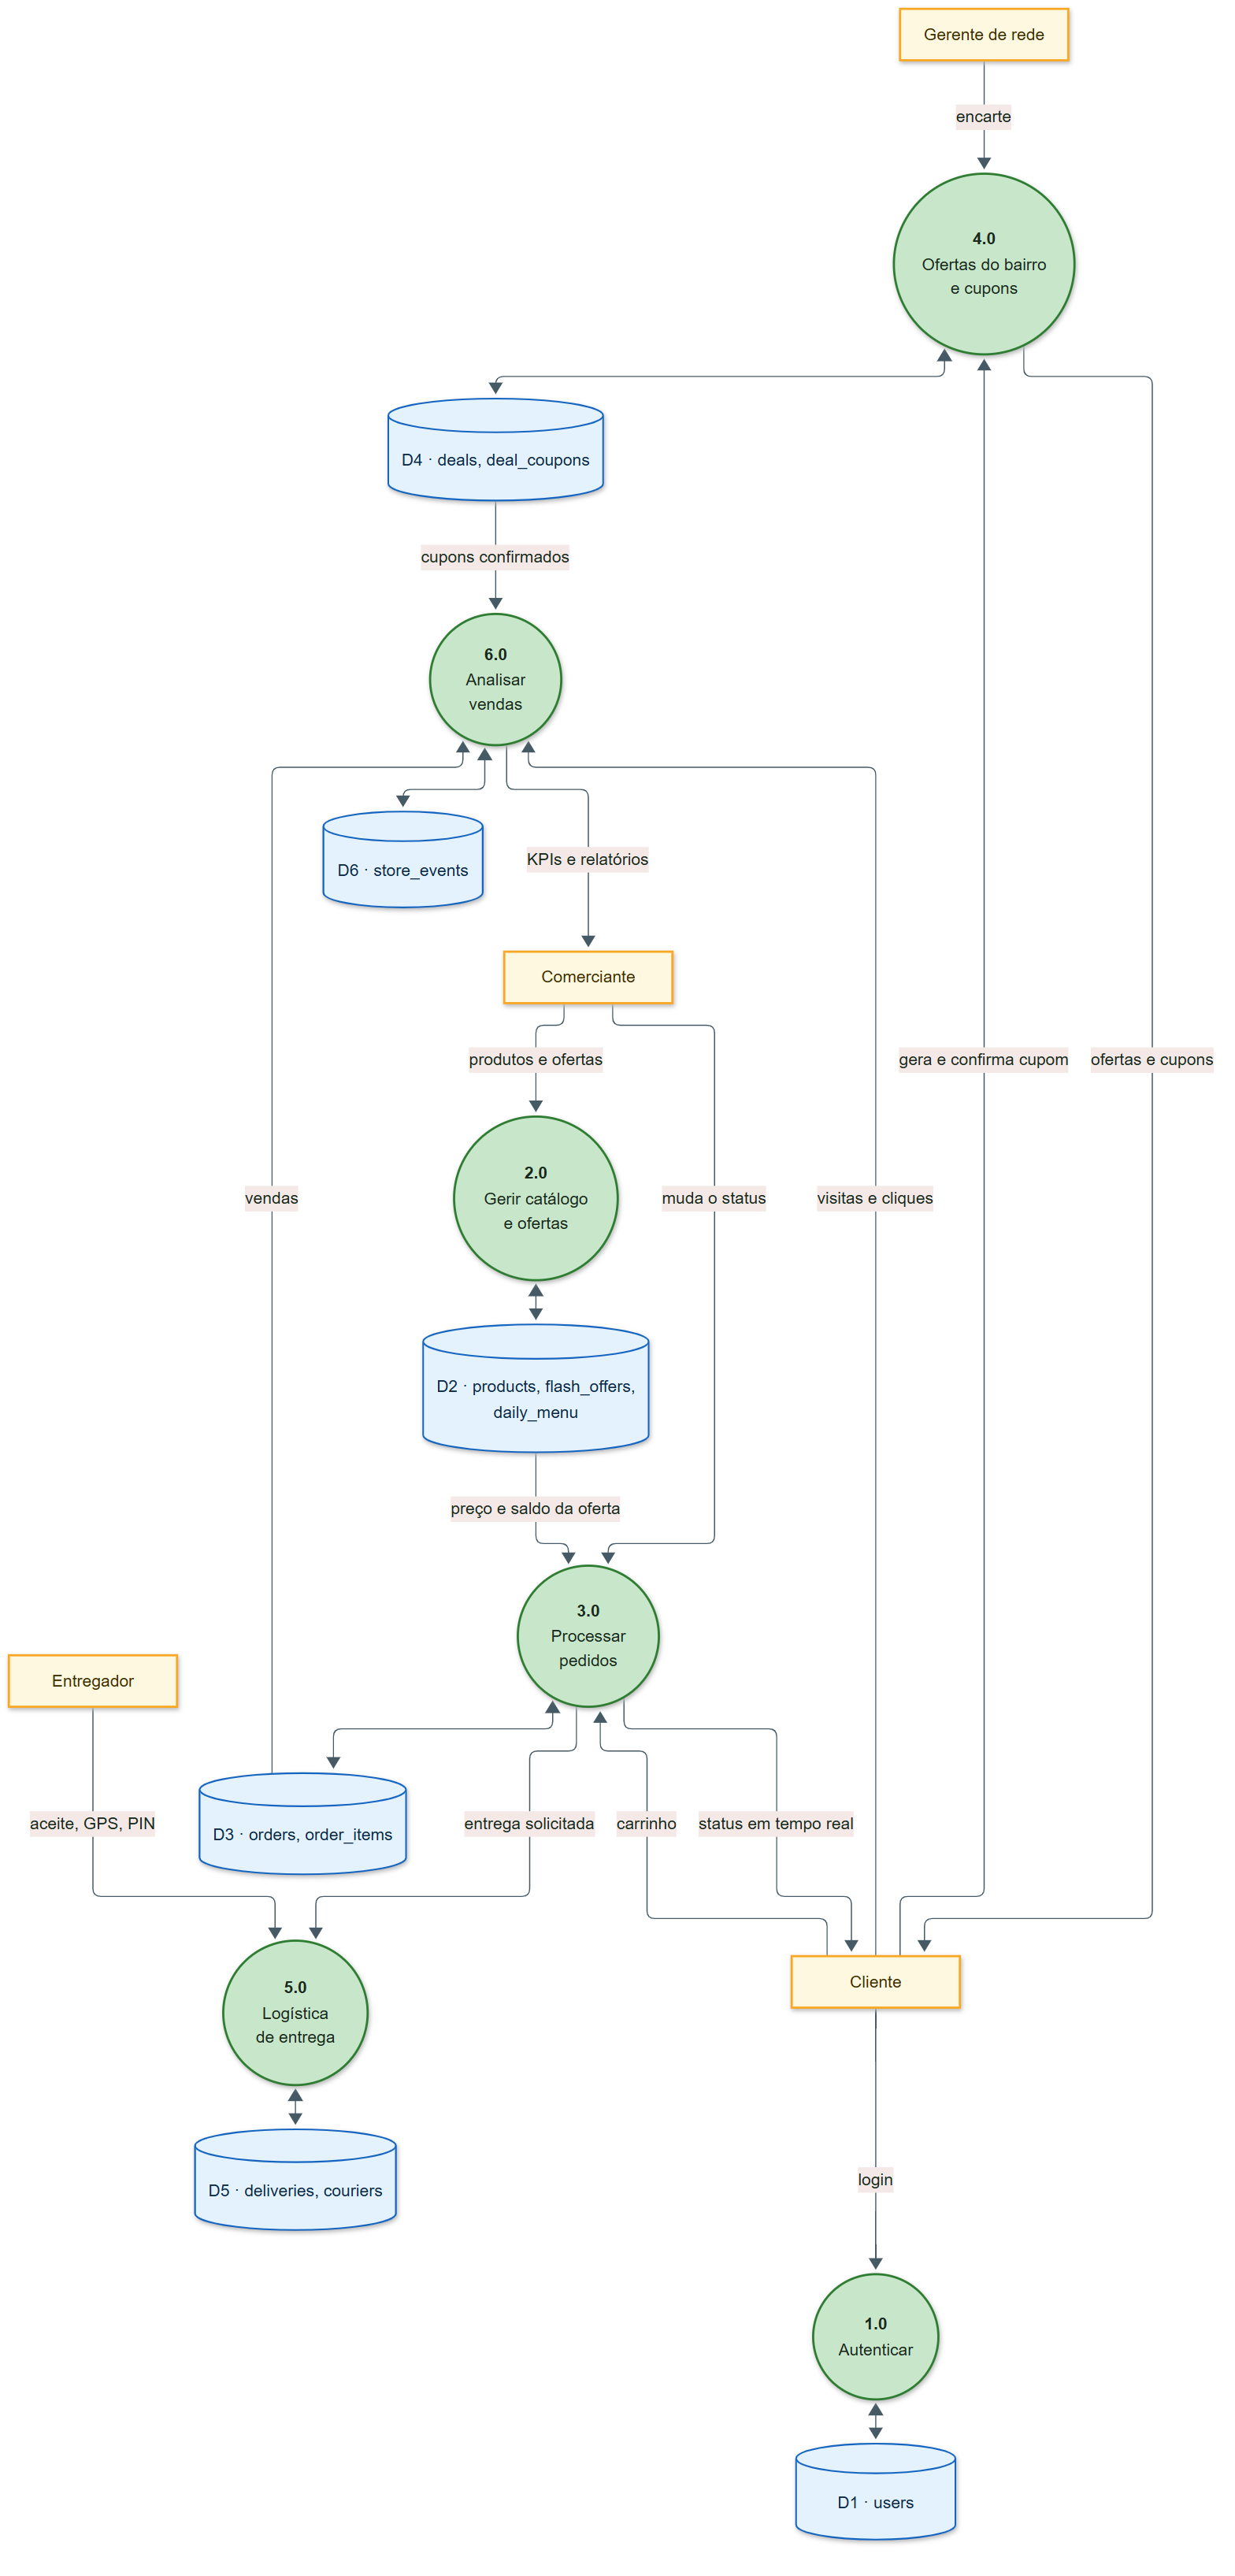 Gerente de rede
encarte
4.0
Ofertas do bairro
e cupons
D4 · deals, deal_coupons
cupons confirmados
6.0
Analisar
vendas
D6 · store_events
KPIs e relatórios
Comerciante
produtos e ofertas
gera e confirma cupom
ofertas e cupons
2.0
Gerir catálogo
e ofertas
vendas
muda o status
visitas e cliques
D2 · products, flash_offers,
daily_menu
preço e saldo da oferta
3.0
Processar
pedidos
Entregador
aceite, GPS, PIN
D3 · orders, order_items
entrega solicitada
carrinho
status em tempo real
5.0
Logística
de entrega
Cliente
D5 · deliveries, couriers
login
1.0
Autenticar
D1 · users